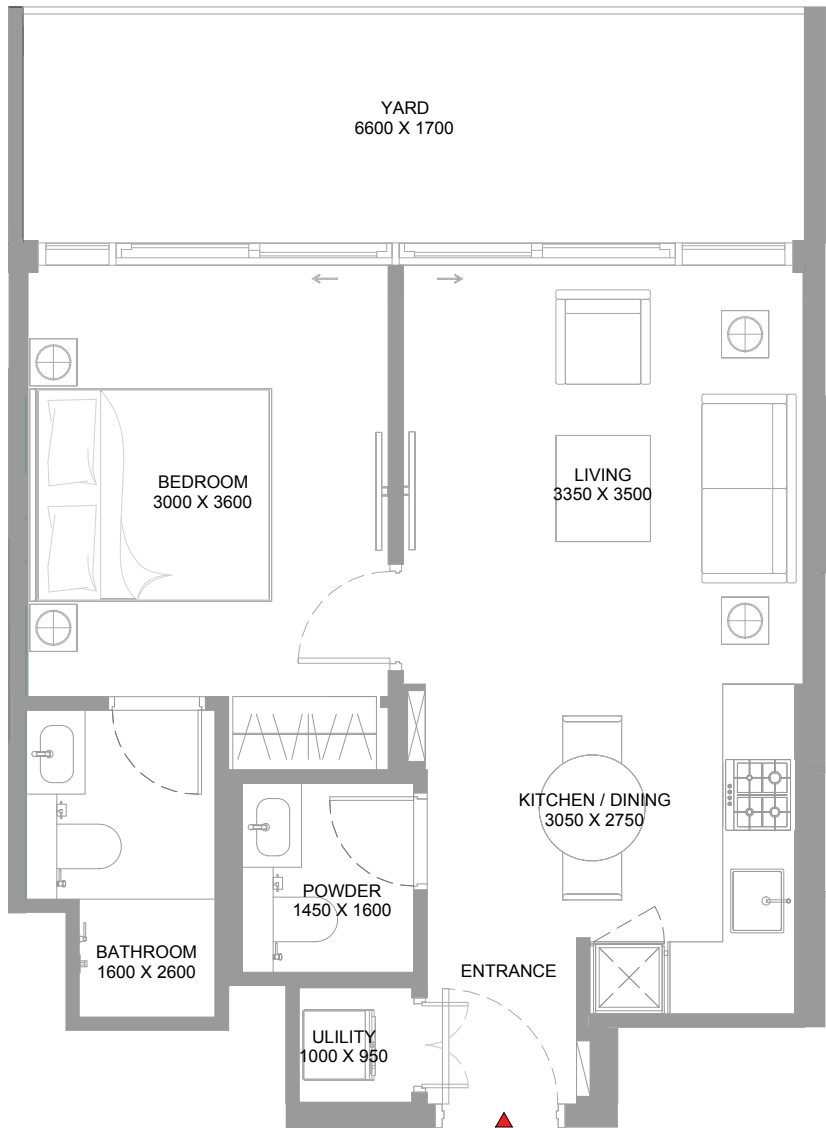 YARD
6600 X 1700
BEDROOM
3000 X 3600
LIVING
3350 X 3500
KITCHEN / DINING
3050 X 2750
POWDER
1450 X 1600
BATHROOM
1600 X 2600
ENTRANCE
ULILITY
1000 X 950